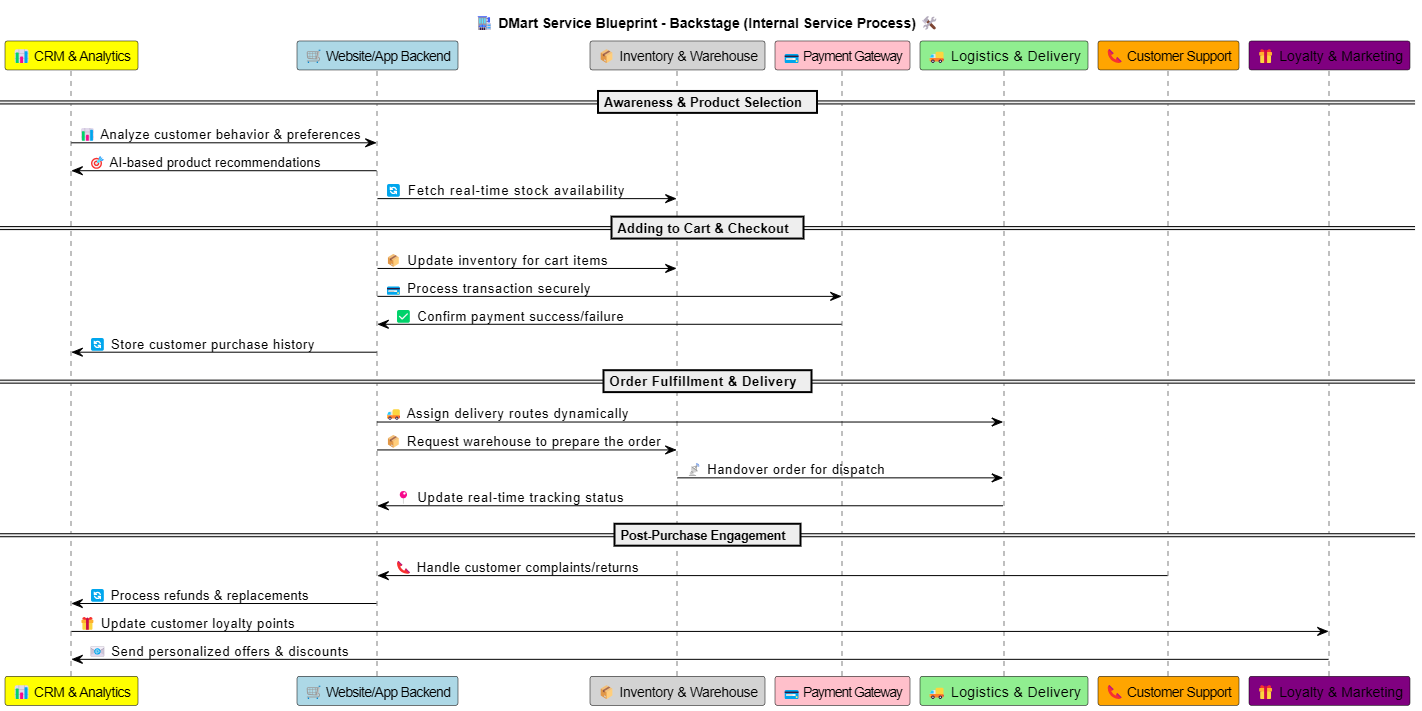 DMart Service Blueprint - Backstage (Internal Service Process)
CRM & Analytics Website/App Backend Inventory & Warehouse Payment Gateway Logistics & Delivery Customer Support Loyalty & Marketing
Awareness & Product Selection
Analyze customer behavior & preferences
AI-based product recommendations
Fetch real-time stock availability
Adding to Cart & Checkout
Update inventory for cart items
Process transaction securely
Confirm payment success/failure
Store customer purchase history
Order Fulfillment & Delivery
Assign delivery routes dynamically
Request warehouse to prepare the order
Handover order for dispatch
Update real-time tracking status
Post-Purchase Engagement
Handle customer complaints/returns
Process refunds & replacements
Update customer loyalty points
Send personalized offers & discounts
CRM & Analytics Website/App Backend Inventory & Warehouse Payment Gateway Logistics & Delivery Customer Support Loyalty & Marketing